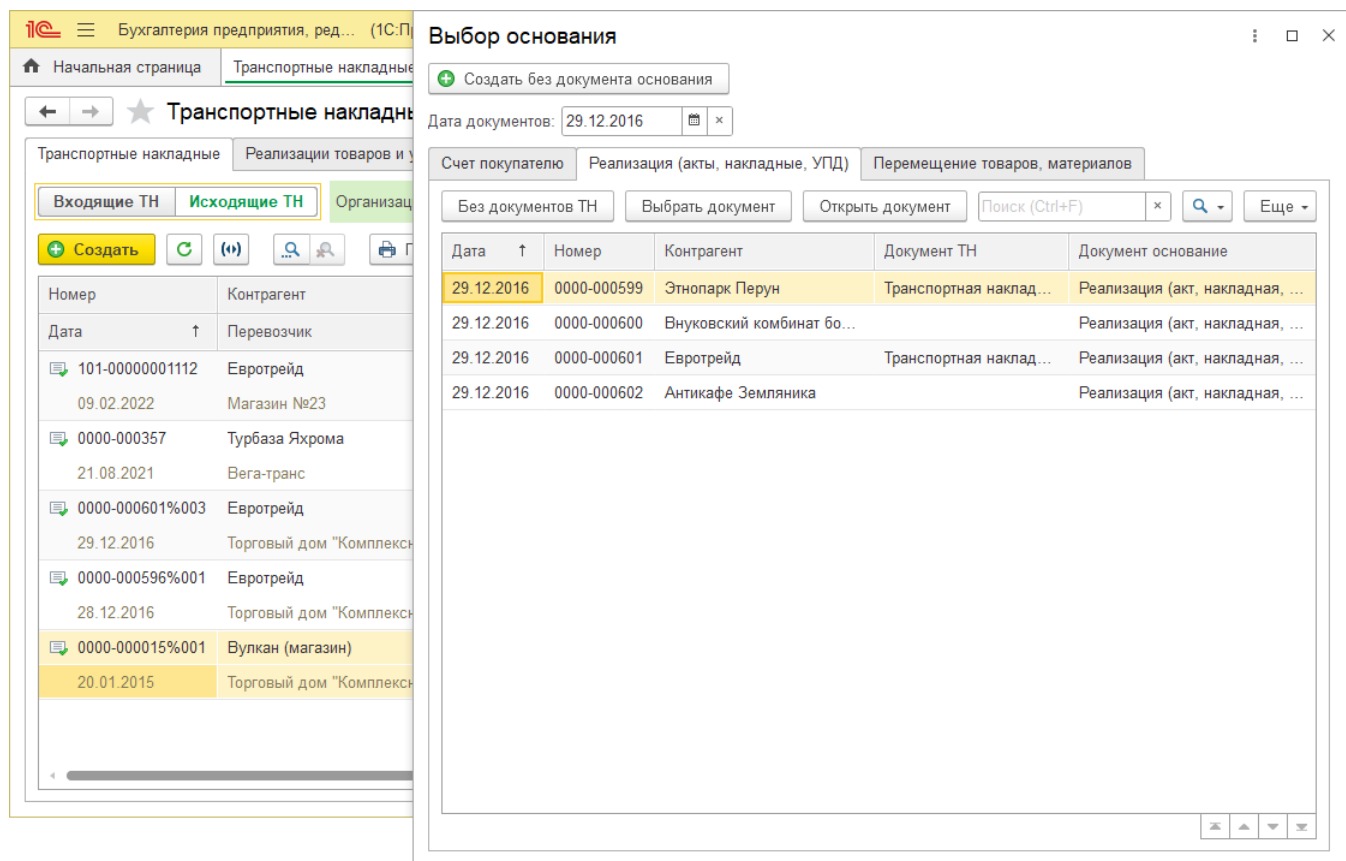 1С Бухгалтерия предприятия, ред... (1С:П
Начальная страница Транспортные накладные
Транспортные накладн
Транспортные накладные Реализации товаров и у
Входящие ТН Исходящие ТН Организац
Создать П
Номер Контрагент
Дата ↑ Перевозчик
101-00000001112 Евротрейд
09.02.2022 Магазин №23
0000-000357 Турбаза Яхрома
21.08.2021 Вега-транс
0000-000601%003 Евротрейд
29.12.2016 Торговый дом "Комплексн
0000-000596%001 Евротрейд
28.12.2016 Торговый дом "Комплексн
0000-000015%001 Вулкан (магазин)
20.01.2015 Торговый дом "Комплексн
Выбор основания
Создать без документа основания
Дата документов: 29.12.2016
Счет покупателю Реализация (акты, накладные, УПД) Перемещение товаров, материалов
Без документов ТН Выбрать документ Открыть документ Поиск (Ctrl+F) Еще
Дата ↑ Номер Контрагент Документ ТН Документ основание
29.12.2016 0000-000599 Этнопарк Перун Транспортная наклад... Реализация (акт, накладная, ...
29.12.2016 0000-000600 Внуковский комбинат бо... Реализация (акт, накладная, ...
29.12.2016 0000-000601 Евротрейд Транспортная наклад... Реализация (акт, накладная, ...
29.12.2016 0000-000602 Антикафе Земляника Реализация (акт, накладная, ...